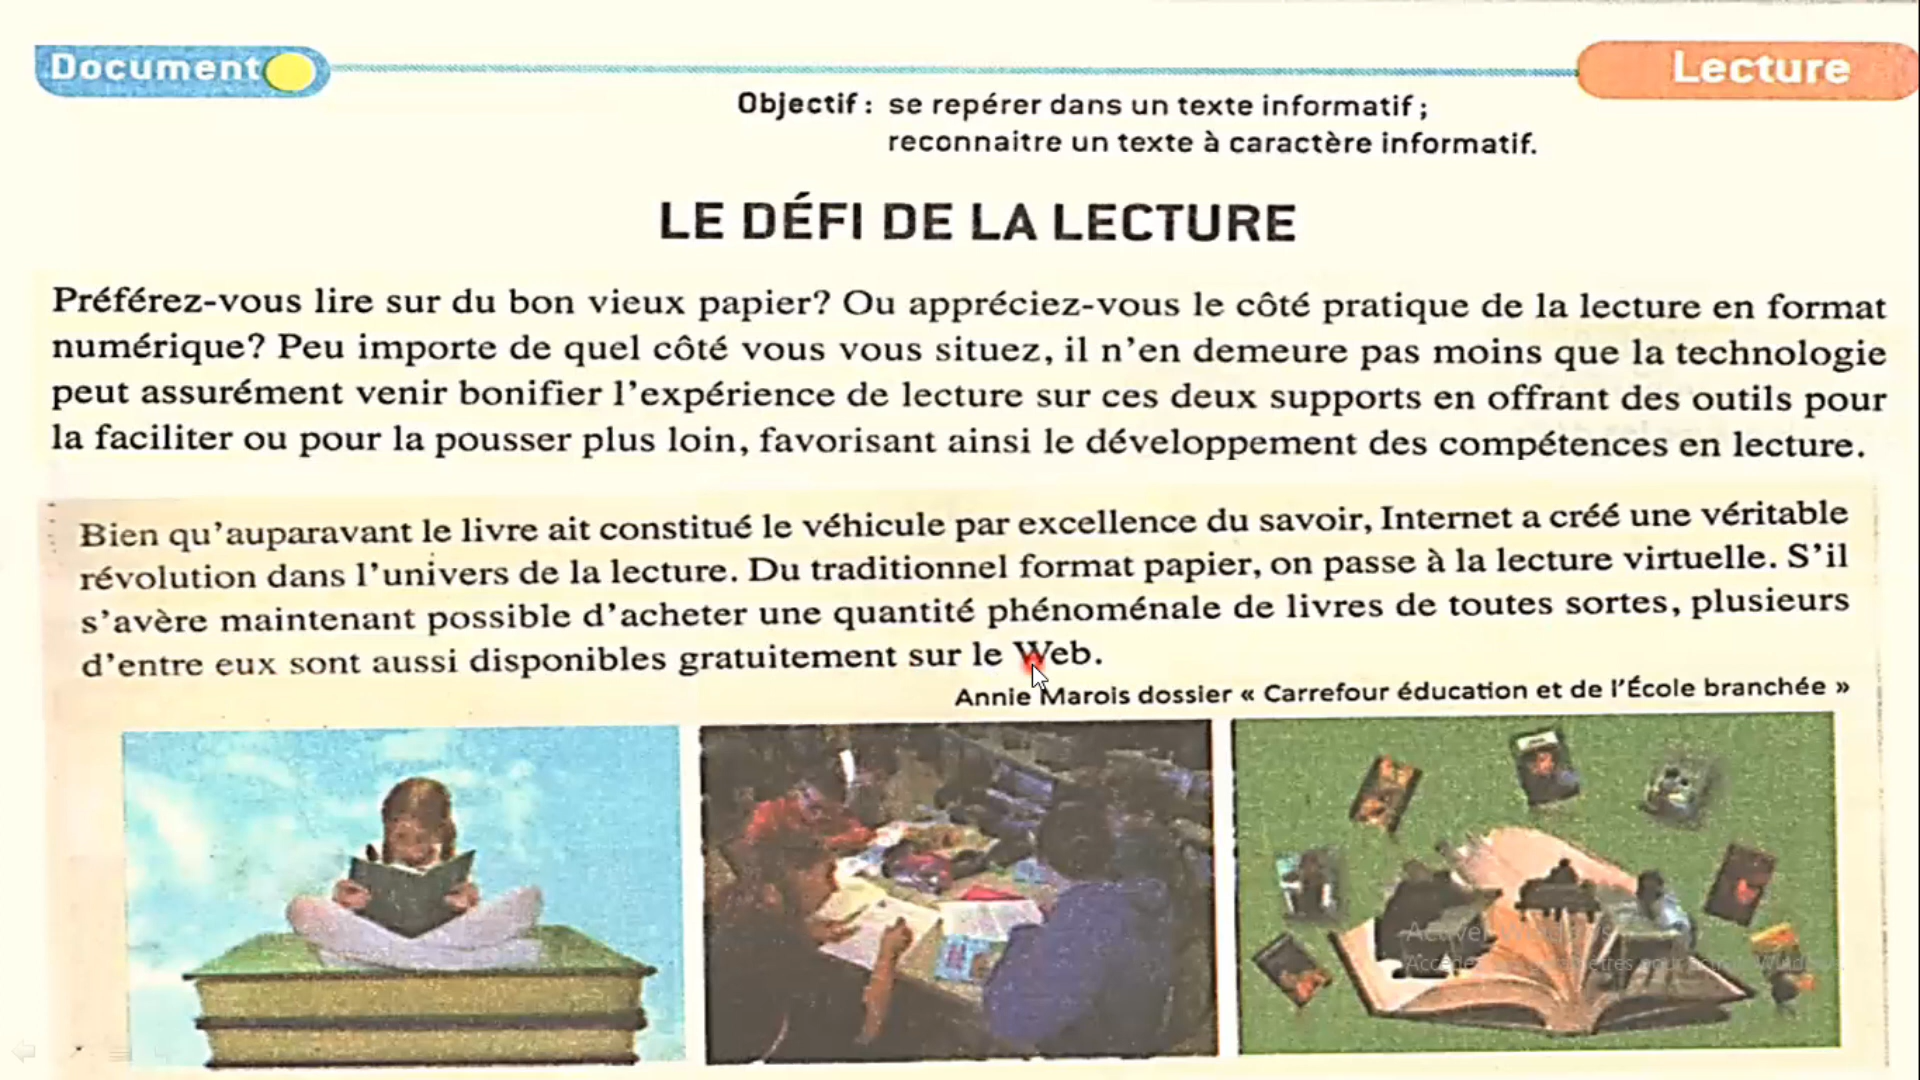 Document
Lecture
Objectif : se repérer dans un texte informatif ;
reconnaitre un texte à caractère informatif.
LE DÉFI DE LA LECTURE
Préférez-vous lire sur du bon vieux papier? Ou appréciez-vous le côté pratique de la lecture en format
numérique? Peu importe de quel côté vous vous situez, il n'en demeure pas moins que la technologie
peut assurément venir bonifier l'expérience de lecture sur ces deux supports en offrant des outils pour
la faciliter ou pour la pousser plus loin, favorisant ainsi le développement des compétences en lecture.
Bien qu'auparavant le livre ait constitué le véhicule par excellence du savoir, Internet a créé une véritable
révolution dans l'univers de la lecture. Du traditionnel format papier, on passe à la lecture virtuelle. S'il
s'avère maintenant possible d'acheter une quantité phénoménale de livres de toutes sortes, plusieurs
d'entre eux sont aussi disponibles gratuitement sur le Web.
Annie Marois dossier « Carrefour éducation et de l'École branchée »
Activer Windows